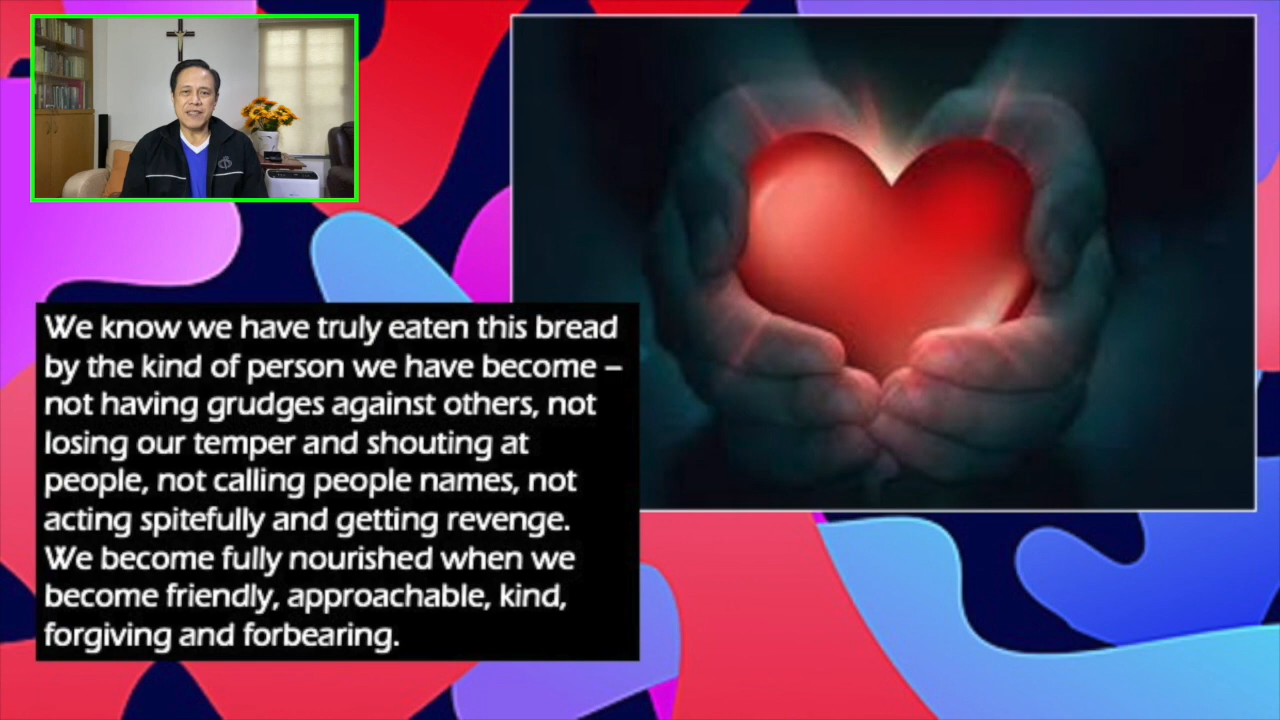 We know we have truly eaten this bread
by the kind of person we have become –
not having grudges against others, not
losing our temper and shouting at
people, not calling people names, not
acting spitefully and getting revenge.
We become fully nourished when we
become friendly, approachable, kind,
forgiving and forbearing.